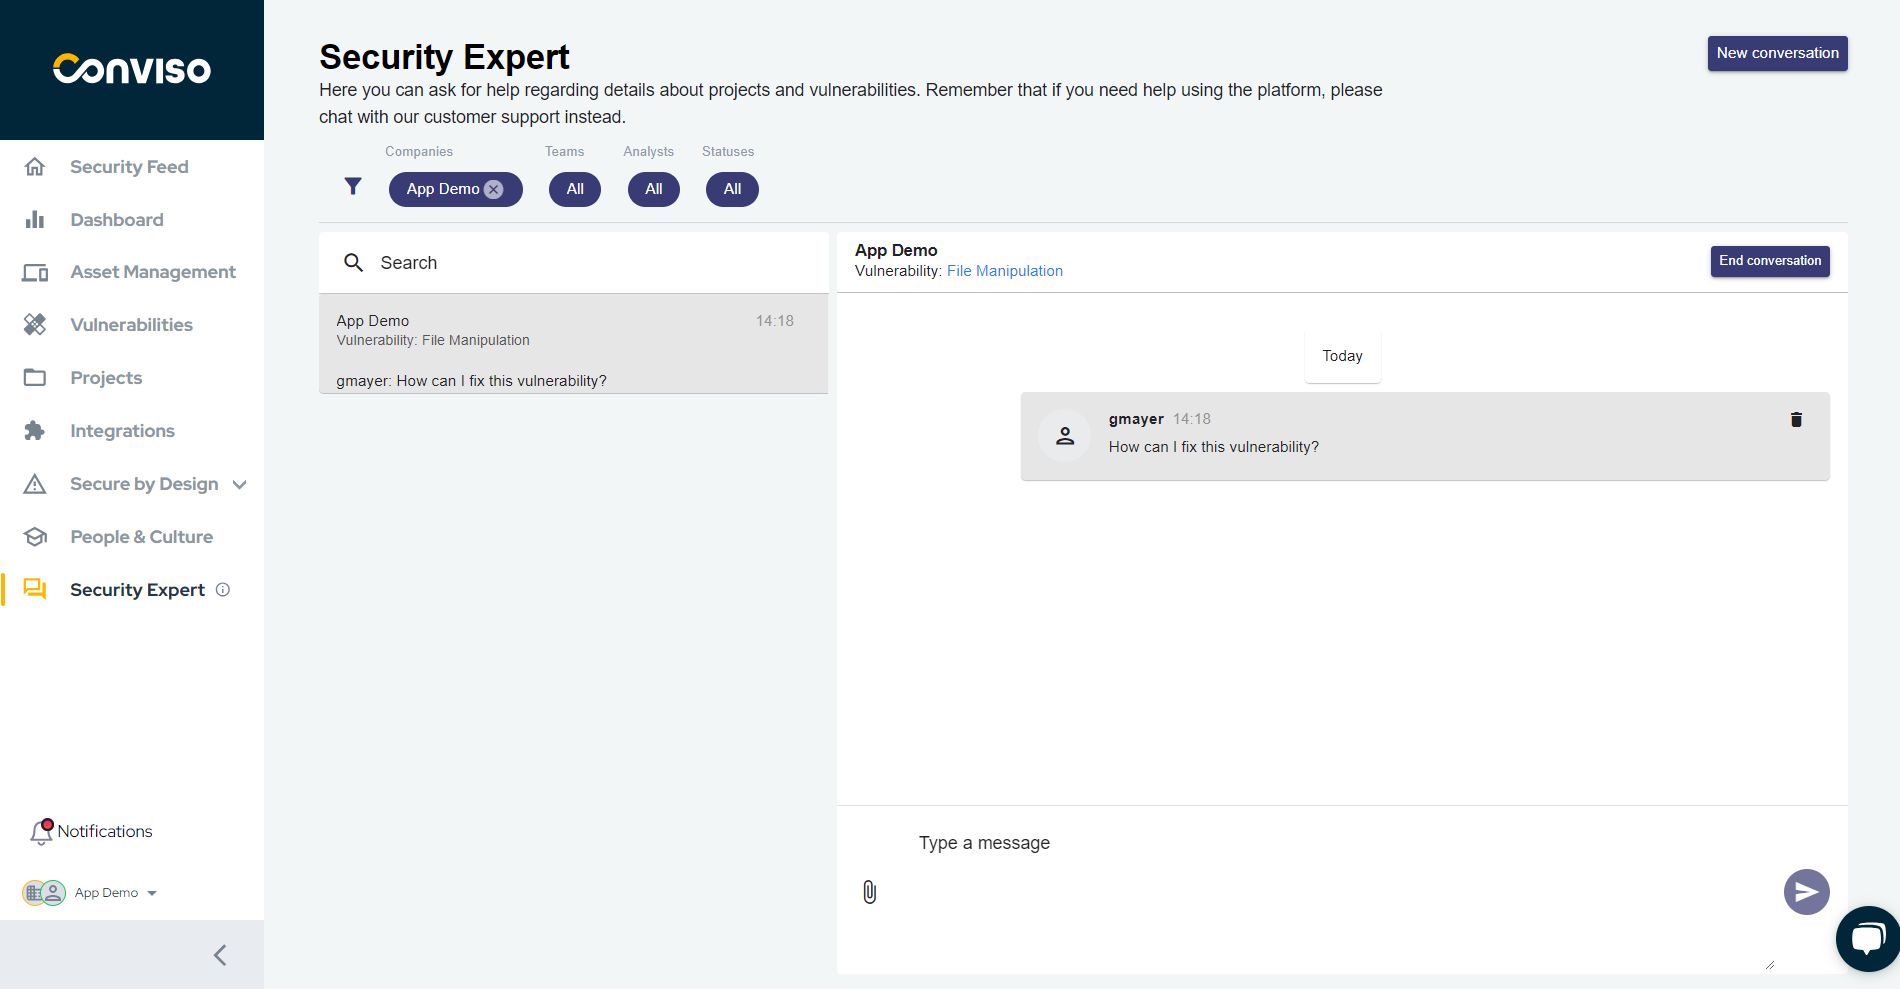 Conviso
Security Feed
Dashboard
Asset Management
Vulnerabilities
Projects
Integrations
Secure by Design
People & Culture
Security Expert
Notifications
App Demo
Security Expert
New conversation
Here you can ask for help regarding details about projects and vulnerabilities. Remember that if you need help using the platform, please
chat with our customer support instead.
Companies Teams Analysts Statuses
App Demo All All All
Search
App Demo 14:18
Vulnerability: File Manipulation
gmayer: How can I fix this vulnerability?
App Demo
Vulnerability: File Manipulation
End conversation
Today
gmayer 14:18
How can I fix this vulnerability?
Type a message